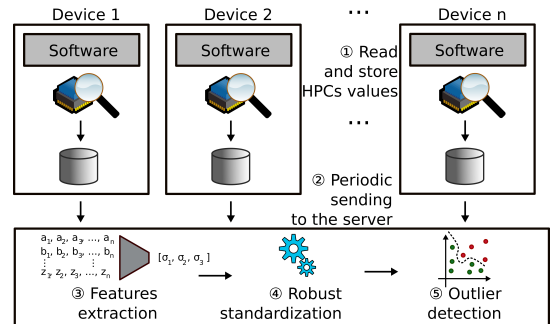 Device 1
Device 2
...
Device n
Software
Software
Software
① Read
and store
HPCs values
...
② Periodic
sending
to the server
a₁, a₂, a₃, ..., aₙ
b₁, b₂, b₃, ..., bₙ
⋮ ⋮
z₁, z₂, z₃, ..., zₙ
[σ₁, σ₂, σ₃ ]
③ Features
extraction
④ Robust
standardization
⑤ Outlier
detection